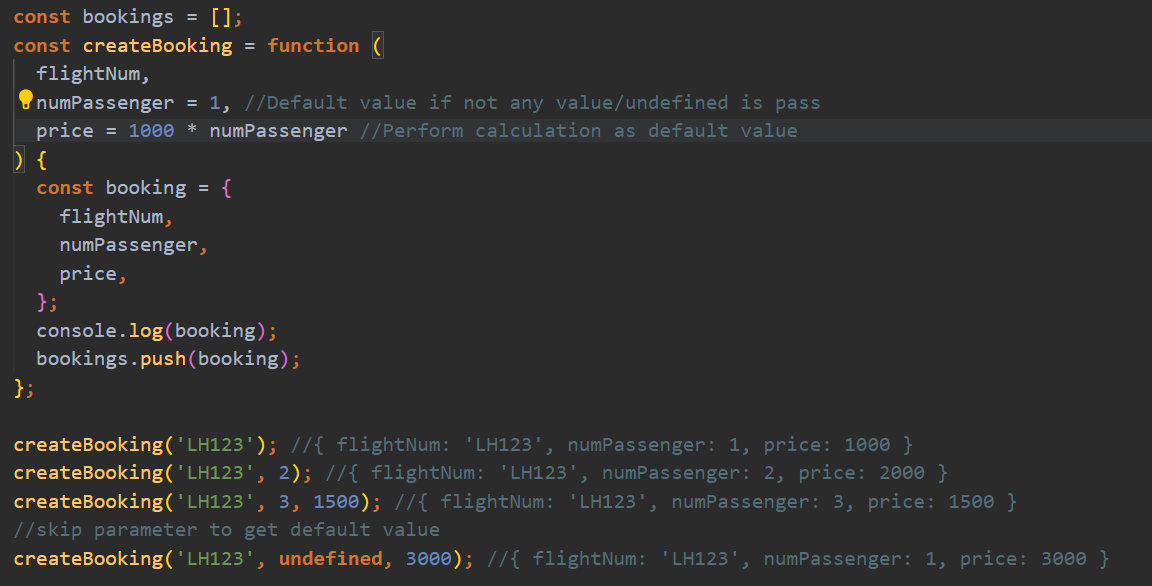 const bookings = [];
const createBooking = function (
flightNum,
numPassenger = 1, //Default value if not any value/undefined is pass
price = 1000 * numPassenger //Perform calculation as default value
) {
const booking = {
flightNum,
numPassenger,
price,
};
console.log(booking);
bookings.push(booking);
};
createBooking('LH123'); //{ flightNum: 'LH123', numPassenger: 1, price: 1000 }
createBooking('LH123', 2); //{ flightNum: 'LH123', numPassenger: 2, price: 2000 }
createBooking('LH123', 3, 1500); //{ flightNum: 'LH123', numPassenger: 3, price: 1500 }
//skip parameter to get default value
createBooking('LH123', undefined, 3000); //{ flightNum: 'LH123', numPassenger: 1, price: 3000 }